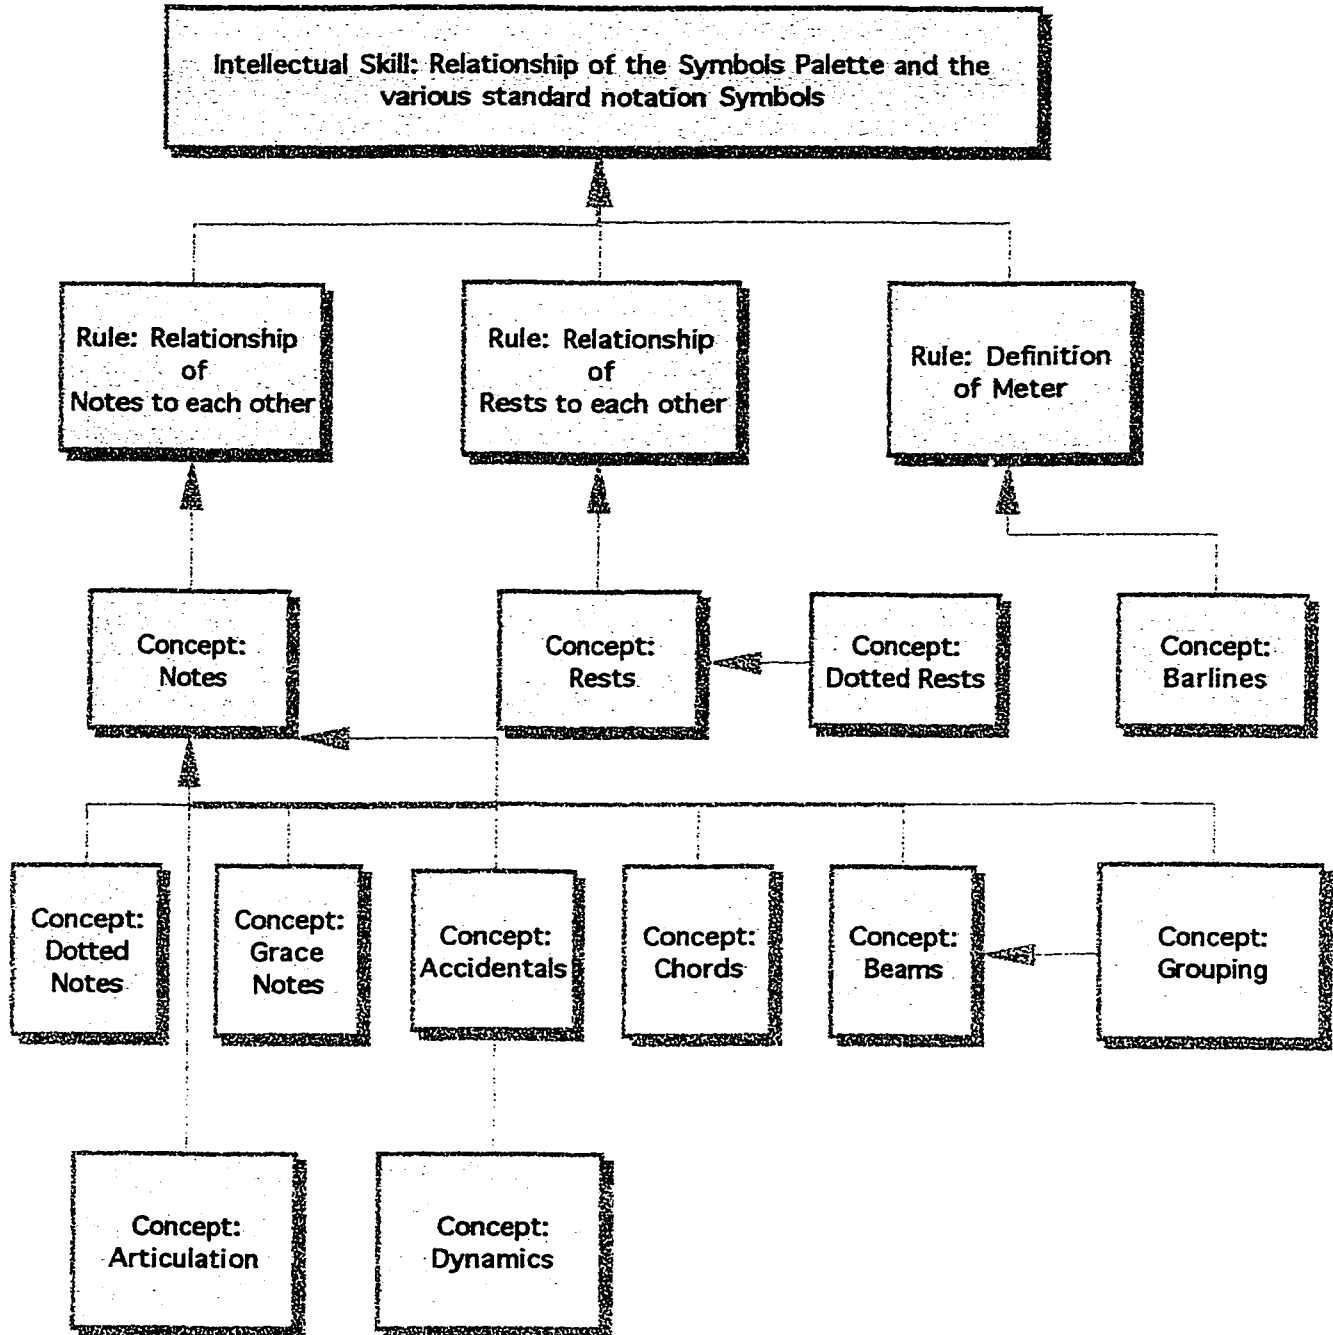 Intellectual Skill: Relationship of the Symbols Palette and the
various standard notation Symbols
Rule: Relationship
of
Notes to each other
Rule: Relationship
of
Rests to each other
Rule: Definition
of Meter
Concept:
Notes
Concept:
Rests
Concept:
Dotted Rests
Concept:
Barlines
Concept:
Dotted
Notes
Concept:
Grace
Notes
Concept:
Accidentals
Concept:
Chords
Concept:
Beams
Concept:
Grouping
Concept:
Articulation
Concept:
Dynamics